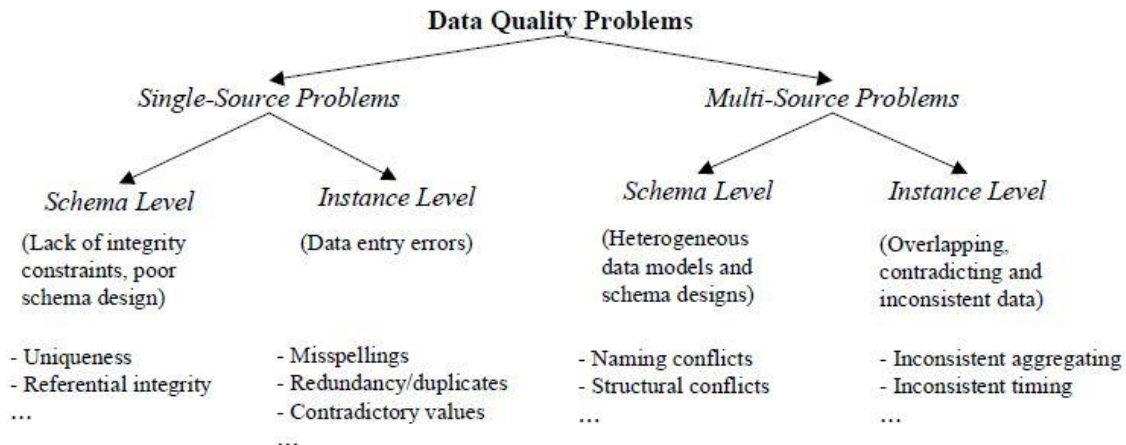 Data Quality Problems
Single-Source Problems
Multi-Source Problems
Schema Level
Instance Level
Schema Level
Instance Level
(Lack of integrity
constraints, poor
schema design)
(Data entry errors)
(Heterogeneous
data models and
schema designs)
(Overlapping,
contradicting and
inconsistent data)
- Uniqueness
- Referential integrity
…
- Misspellings
- Redundancy/duplicates
- Contradictory values
…
- Naming conflicts
- Structural conflicts
…
- Inconsistent aggregating
- Inconsistent timing
…